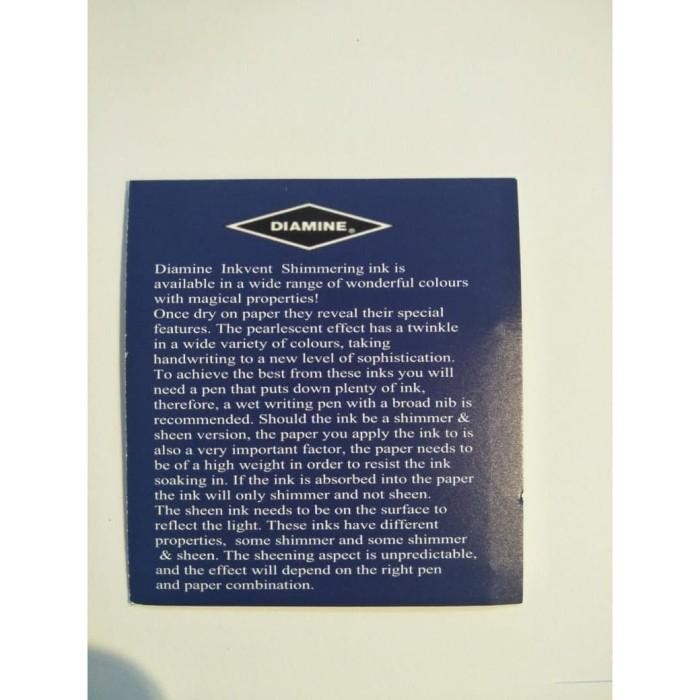 DIAMINE®
Diamine Inkvent Shimmering ink is
available in a wide range of wonderful colours
with magical properties!
Once dry on paper they reveal their special
features. The pearlescent effect has a twinkle
in a wide variety of colours, taking
handwriting to a new level of sophistication.
To achieve the best from these inks you will
need a pen that puts down plenty of ink,
therefore, a wet writing pen with a broad nib is
recommended. Should the ink be a shimmer &
sheen version, the paper you apply the ink to is
also a very important factor, the paper needs to
be of a high weight in order to resist the ink
soaking in. If the ink is absorbed into the paper
the ink will only shimmer and not sheen.
The sheen ink needs to be on the surface to
reflect the light. These inks have different
properties, some shimmer and some shimmer
& sheen. The sheening aspect is unpredictable,
and the effect will depend on the right pen
and paper combination.